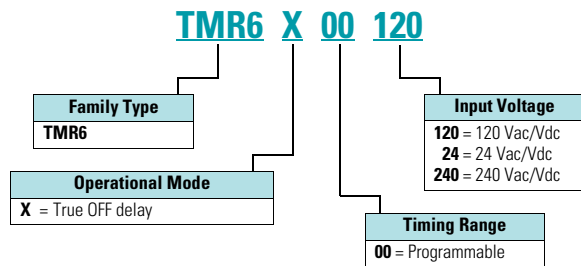 TMR6 X 00 120
Family Type
TMR6
Input Voltage
120 = 120 Vac/Vdc
24 = 24 Vac/Vdc
240 = 240 Vac/Vdc
Operational Mode
X = True OFF delay
Timing Range
00 = Programmable